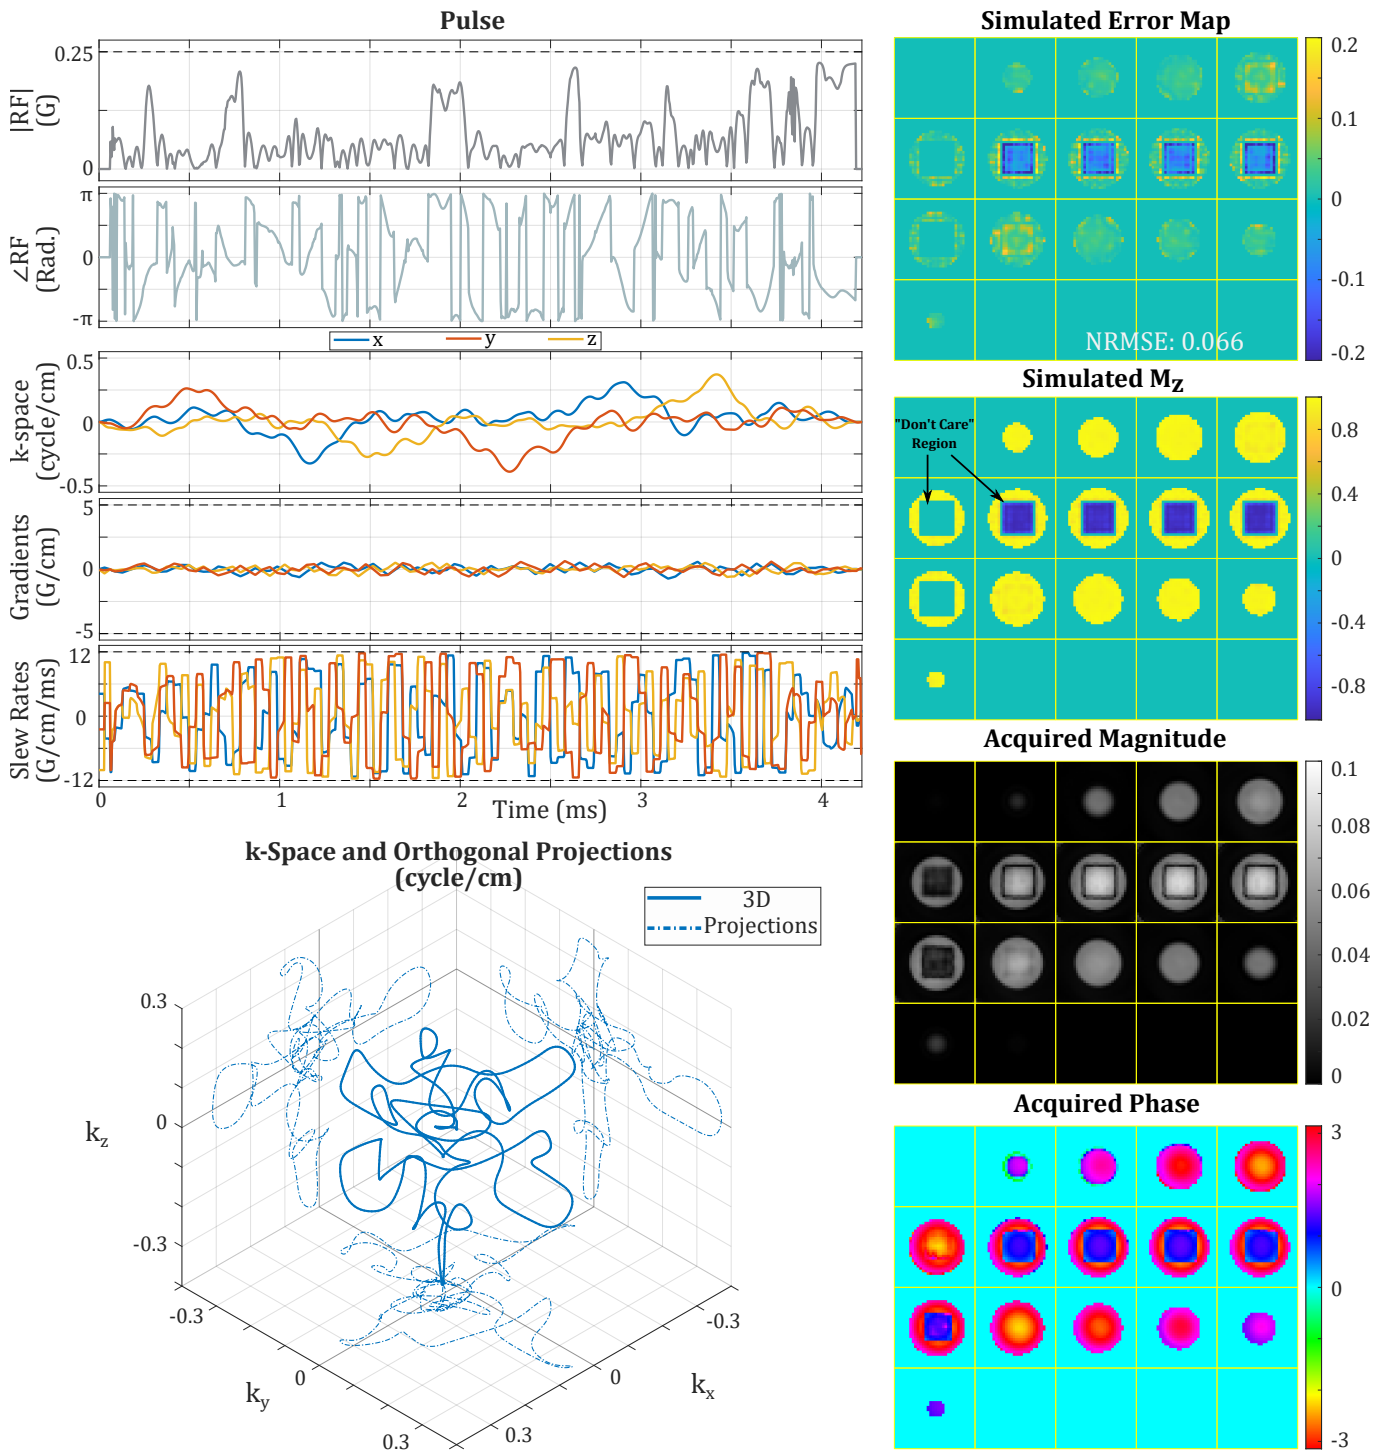 Pulse
0.25
0
|RF|
(G)
π
0
-π
∠RF
(Rad.)
x y z
0.5
0
-0.5
k-space
(cycle/cm)
5
0
-5
Gradients
(G/cm)
12
0
-12
Slew Rates
(G/cm/ms)
0 1 2 3 4
Time (ms)
k-Space and Orthogonal Projections
(cycle/cm)
3D
Projections
0.3
0
-0.3
kz
-0.3
0
0.3
ky
-0.3
0
0.3
kx
Simulated Error Map
0.2
0.1
0
-0.1
-0.2
NRMSE: 0.066
Simulated MZ
"Don't Care"
Region
0.8
0.4
0
-0.4
-0.8
Acquired Magnitude
0.1
0.08
0.06
0.04
0.02
0
Acquired Phase
3
0
-3